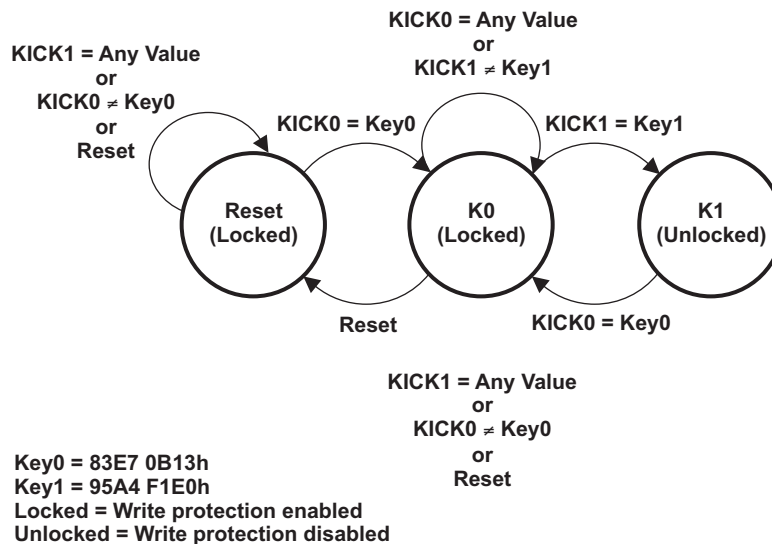 KICK1 = Any Value
or
KICK0 ≠ Key0
or
Reset
KICK0 = Any Value
or
KICK1 ≠ Key1
KICK0 = Key0
KICK1 = Key1
Reset
(Locked)
K0
(Locked)
K1
(Unlocked)
Reset
KICK0 = Key0
KICK1 = Any Value
or
KICK0 ≠ Key0
or
Reset
Key0 = 83E7 0B13h
Key1 = 95A4 F1E0h
Locked = Write protection enabled
Unlocked = Write protection disabled